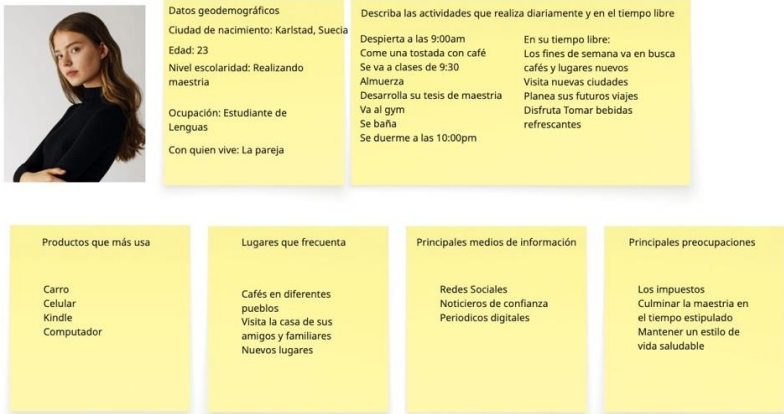 Datos geodemográficos
Ciudad de nacimiento: Karlstad, Suecia
Edad: 23
Nivel escolaridad: Realizando
maestria
Ocupación: Estudiante de
Lenguas
Con quien vive: La pareja
Describa las actividades que realiza diariamente y en el tiempo libre
Despierta a las 9:00am
Come una tostada con café
Se va a clases de 9:30
Almuerza
Desarrolla su tesis de maestria
Va al gym
Se baña
Se duerme a las 10:00pm
En su tiempo libre:
Los fines de semana va en busca
cafés y lugares nuevos
Visita nuevas ciudades
Planea sus futuros viajes
Disfruta Tomar bebidas
refrescantes
Productos que más usa
Carro
Celular
Kindle
Computador
Lugares que frecuenta
Cafés en diferentes
pueblos
Visita la casa de sus
amigos y familiares
Nuevos lugares
Principales medios de información
Redes Sociales
Noticieros de confianza
Periodicos digitales
Principales preocupaciones
Los impuestos
Culminar la maestria en
el tiempo estipulado
Mantener un estilo de
vida saludable